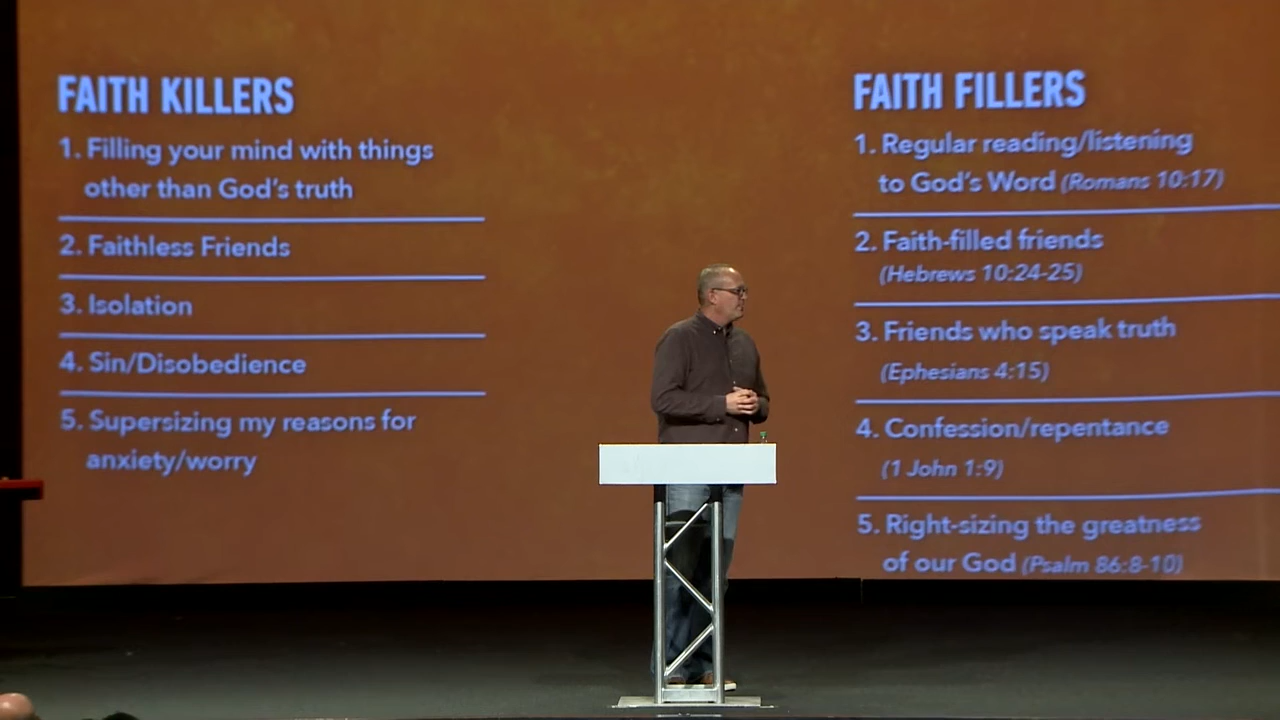 FAITH KILLERS
1. Filling your mind with things
other than God's truth
2. Faithless Friends
3. Isolation
4. Sin/Disobedience
5. Supersizing my reasons for
anxiety/worry
FAITH FILLERS
1. Regular reading/listening
to God's Word (Romans 10:17)
2. Faith-filled friends
(Hebrews 10:24-25)
3. Friends who speak truth
(Ephesians 4:15)
4. Confession/repentance
(1 John 1:9)
5. Right-sizing the greatness
of our God (Psalm 86:8-10)